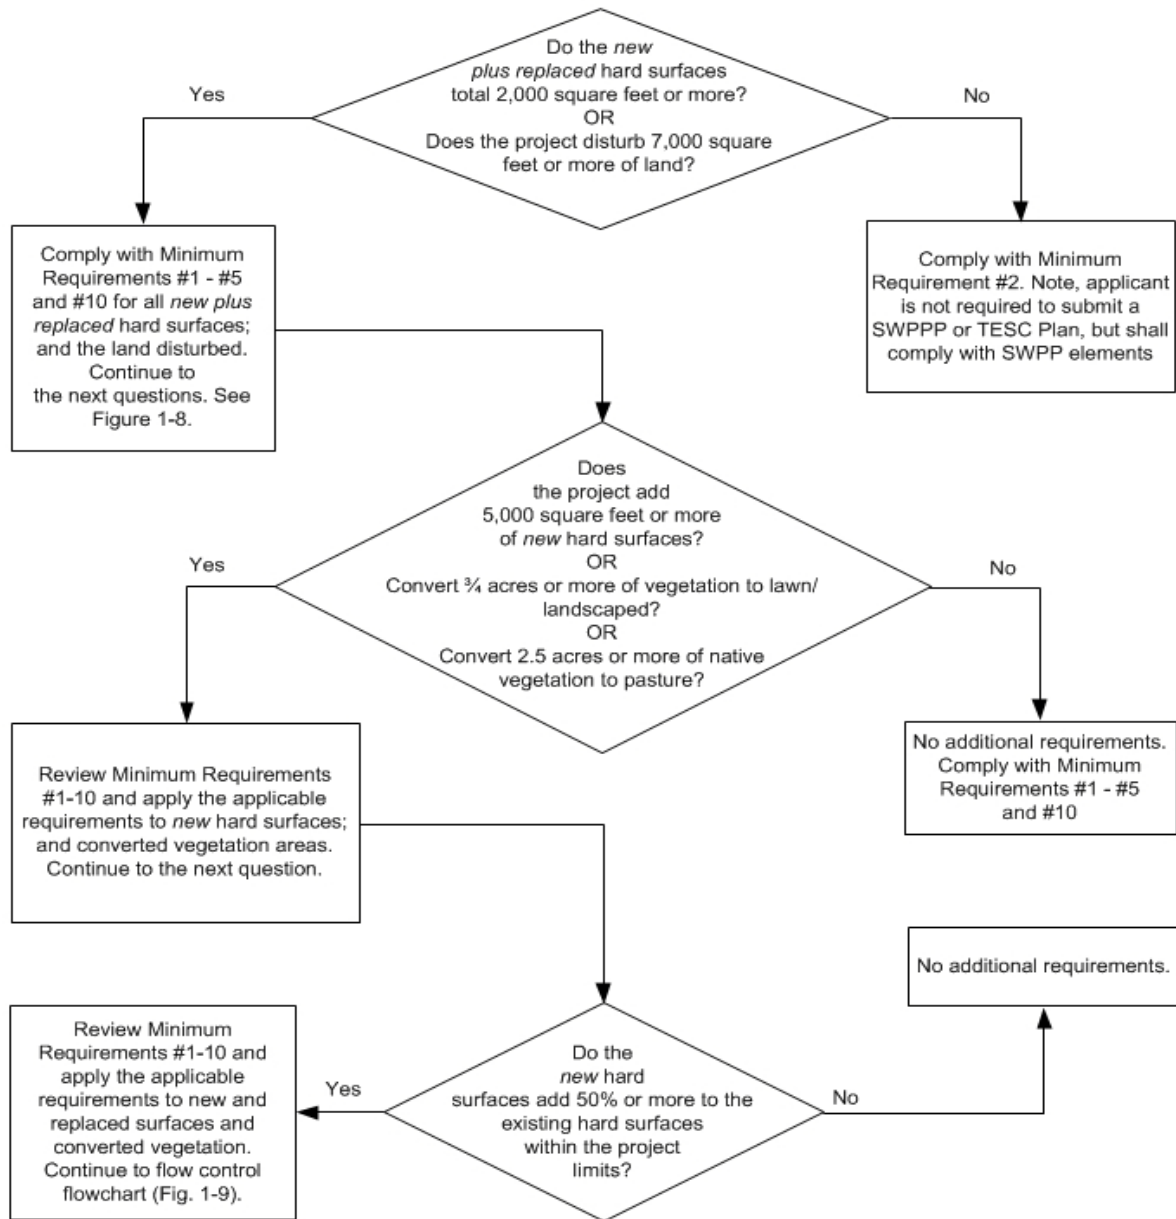 Do the new
plus replaced hard surfaces
total 2,000 square feet or more?
OR
Does the project disturb 7,000 square
feet or more of land?
Yes
No
Comply with Minimum
Requirements #1 - #5
and #10 for all new plus
replaced hard surfaces;
and the land disturbed.
Continue to
the next questions. See
Figure 1-8.
Comply with Minimum
Requirement #2. Note, applicant
is not required to submit a
SWPPP or TESC Plan, but shall
comply with SWPP elements
Does
the project add
5,000 square feet or more
of new hard surfaces?
OR
Convert ¾ acres or more of vegetation to lawn/
landscaped?
OR
Convert 2.5 acres or more of native
vegetation to pasture?
Yes
No
Review Minimum Requirements
#1-10 and apply the applicable
requirements to new hard surfaces;
and converted vegetation areas.
Continue to the next question.
No additional requirements.
Comply with Minimum
Requirements #1 - #5
and #10
Do the
new hard
surfaces add 50% or more to the
existing hard surfaces
within the project
limits?
Yes
No
Review Minimum
Requirements #1-10 and
apply the applicable
requirements to new and
replaced surfaces and
converted vegetation.
Continue to flow control
flowchart (Fig. 1-9).
No additional requirements.